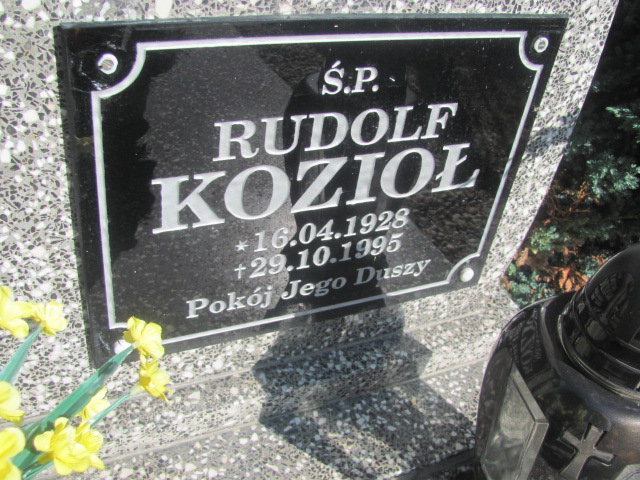 Ś.P.
RUDOLF
KOZIOŁ
* 16.04.1928
† 29.10.1995
Pokój Jego Duszy